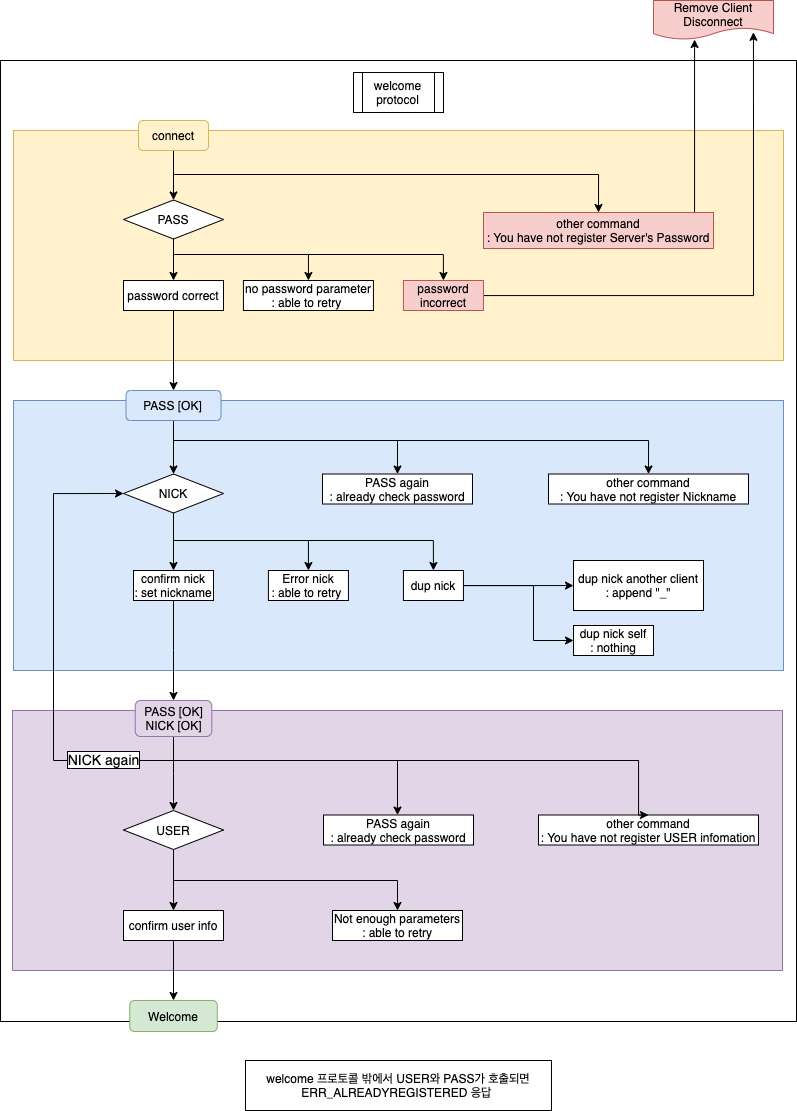 Remove Client
Disconnect
welcome
protocol
connect
PASS
other command
: You have not register Server's Password
password correct
no password parameter
: able to retry
password
incorrect
PASS [OK]
NICK
PASS again
: already check password
other command
: You have not register Nickname
confirm nick
: set nickname
Error nick
: able to retry
dup nick
dup nick another client
: append "_"
dup nick self
: nothing
PASS [OK]
NICK [OK]
NICK again
USER
PASS again
: already check password
other command
: You have not register USER infomation
confirm user info
Not enough parameters
: able to retry
Welcome
welcome 프로토콜 밖에서 USER와 PASS가 호출되면
ERR_ALREADYREGISTERED 응답